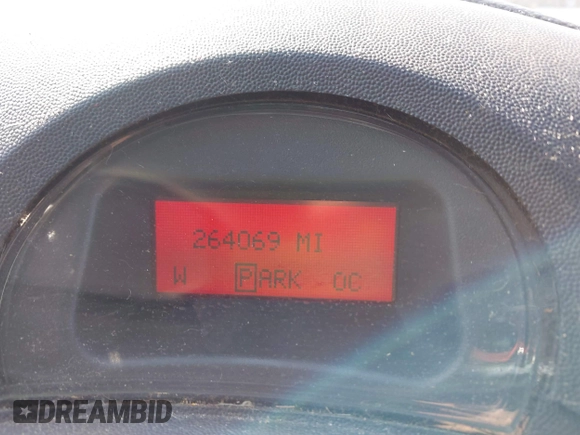 264069 MI
W PARK -0C
DREAMBID